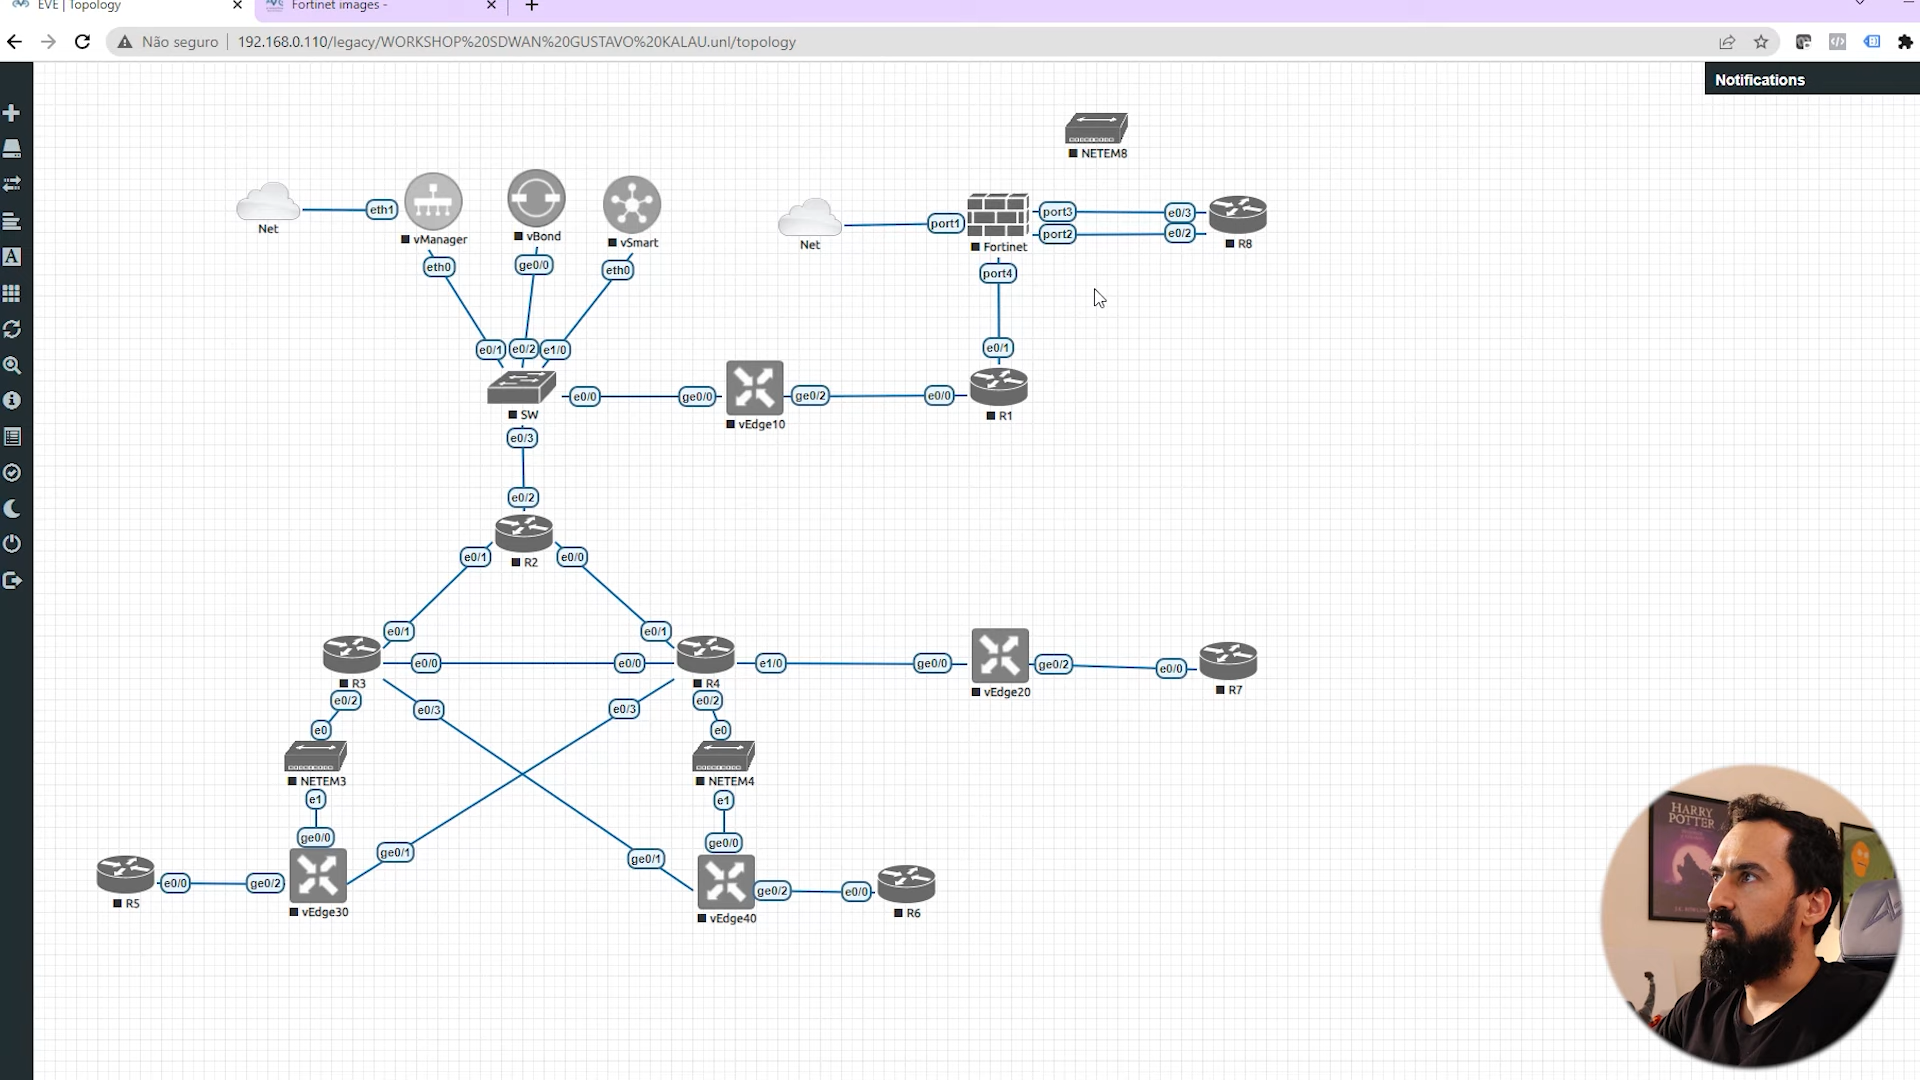 EVE | Topology
Fortinet images -
Não seguro
192.168.0.110/legacy/WORKSHOP%20SDWAN%20GUSTAVO%20KALAU.unl/topology
Notifications
NETEM8
Net
eth1
vManager
vBond
vSmart
Net
port1
Fortinet
port3
e0/3
port2
e0/2
R8
eth0
ge0/0
eth0
port4
e0/1
e0/2
e1/0
e0/1
SW
e0/0
ge0/0
vEdge10
ge0/2
e0/0
R1
e0/3
e0/2
R2
e0/1
e0/0
e0/1
e0/1
R3
e0/0
e0/0
R4
e1/0
ge0/0
vEdge20
ge0/2
e0/0
R7
e0/2
e0/3
e0/3
e0/2
e0
e0
NETEM3
NETEM4
e1
e1
ge0/0
ge0/0
ge0/1
ge0/1
R5
e0/0
ge0/2
vEdge30
vEdge40
ge0/2
e0/0
R6
HARRY
POTTER